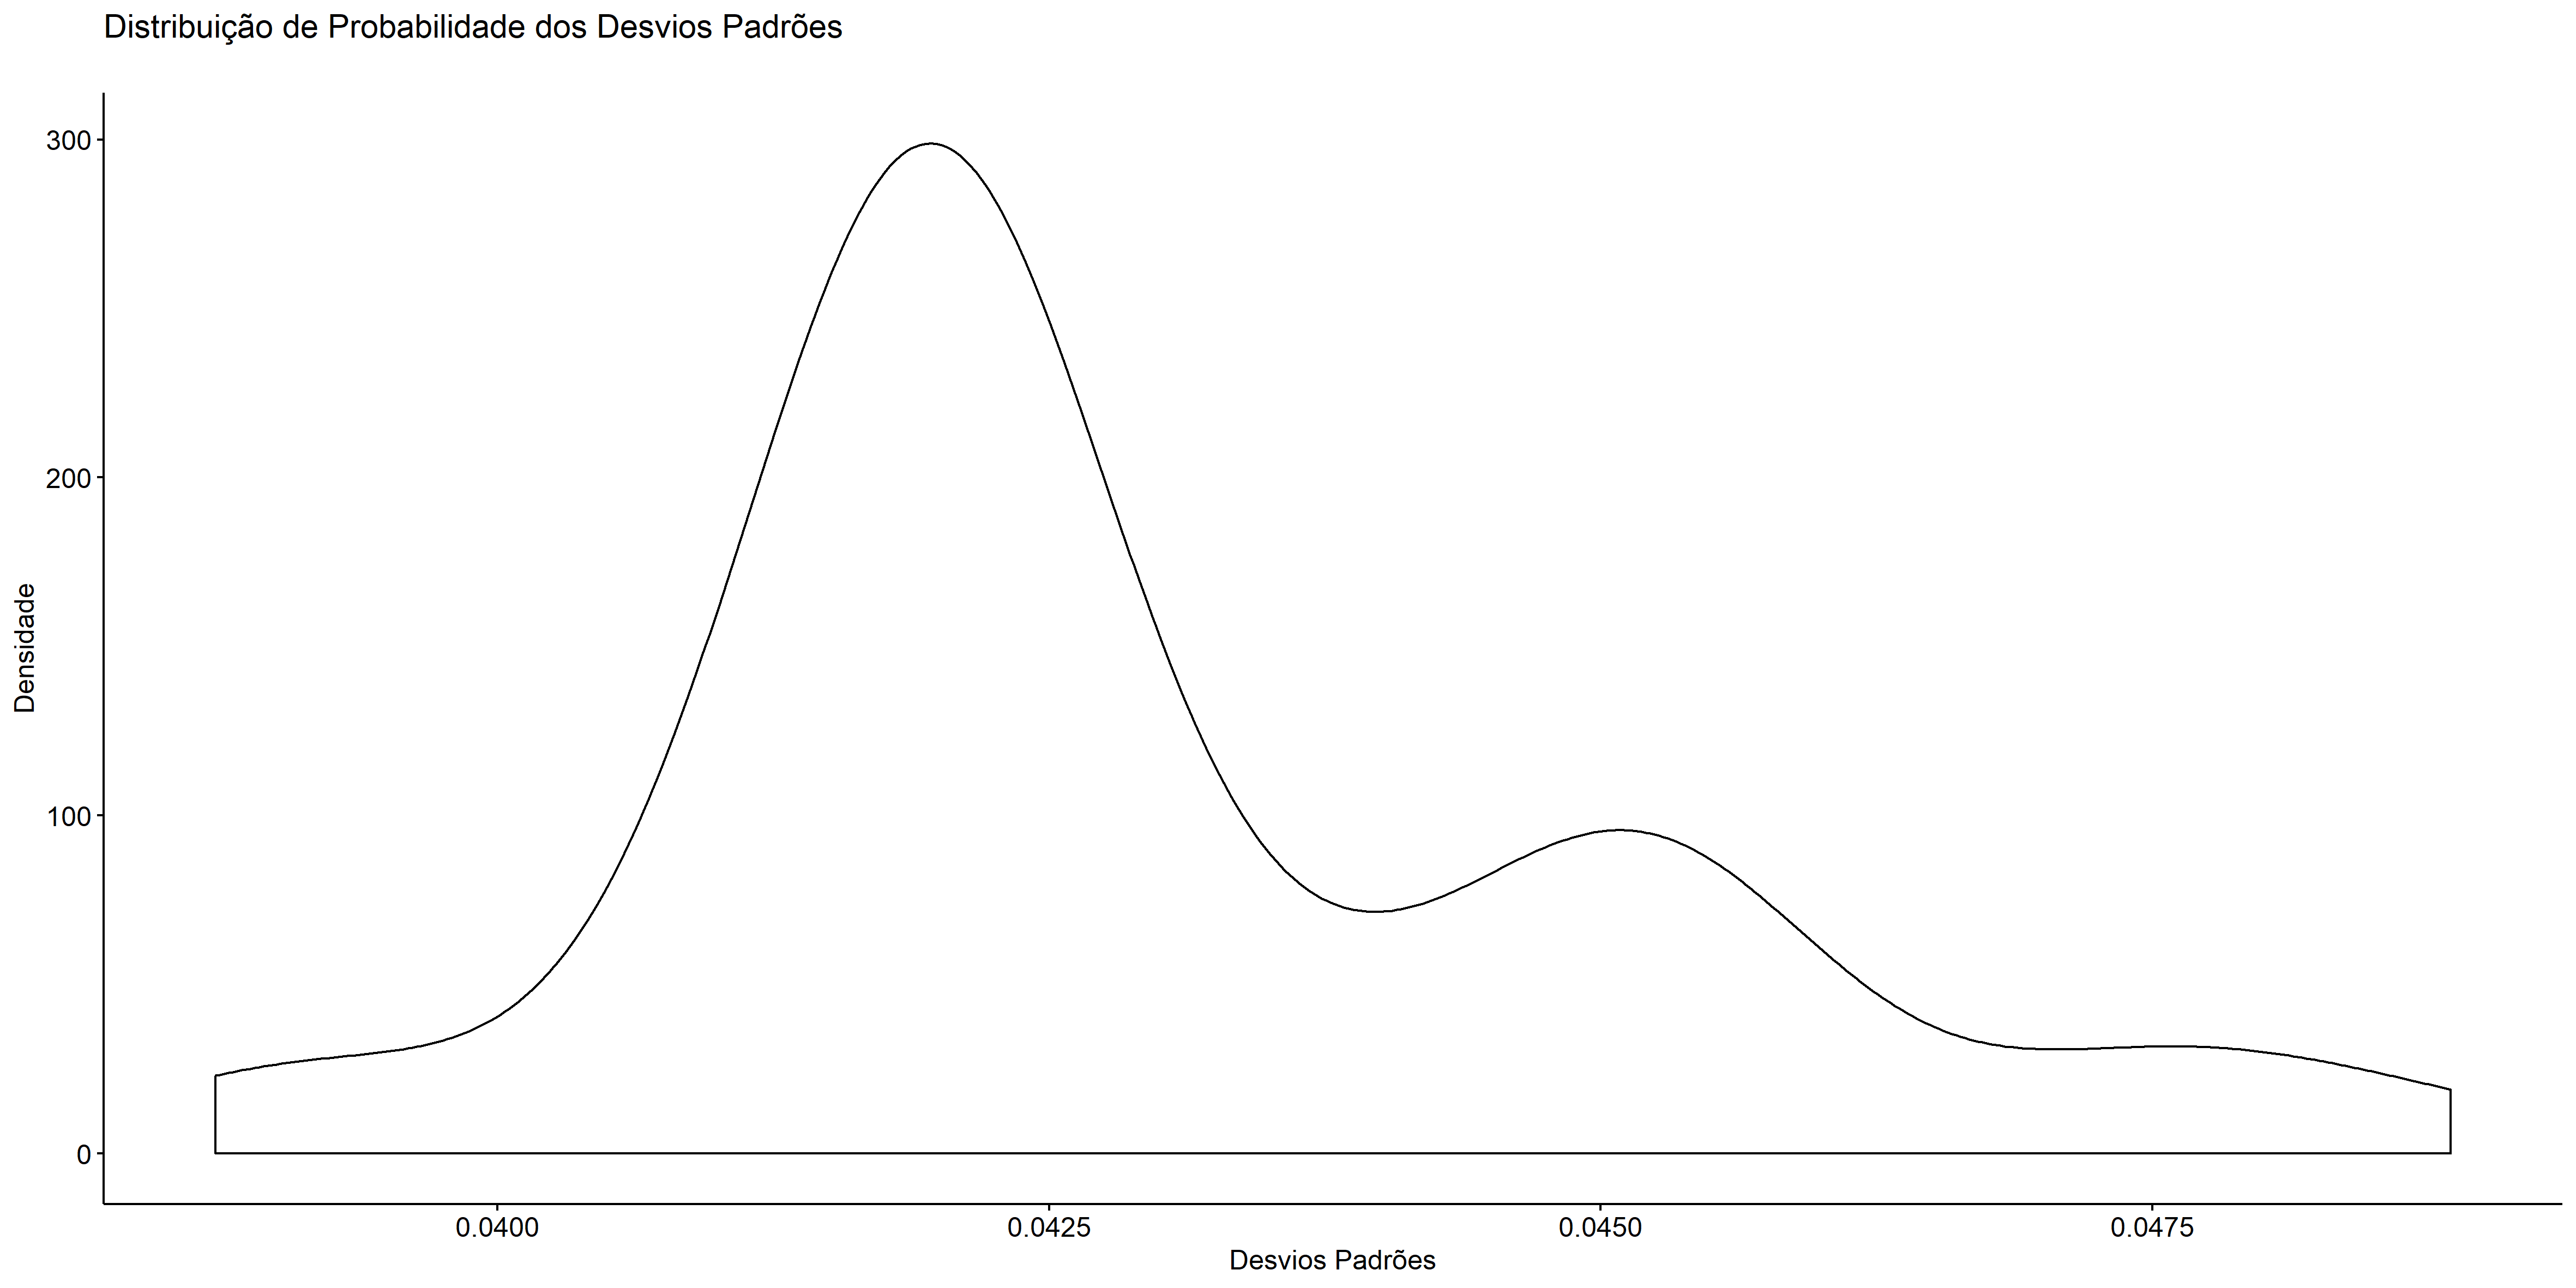 Distribuição de Probabilidade dos Desvios Padrões
300
200
100
0
Densidade
0.0400
0.0425
0.0450
0.0475
Desvios Padrões